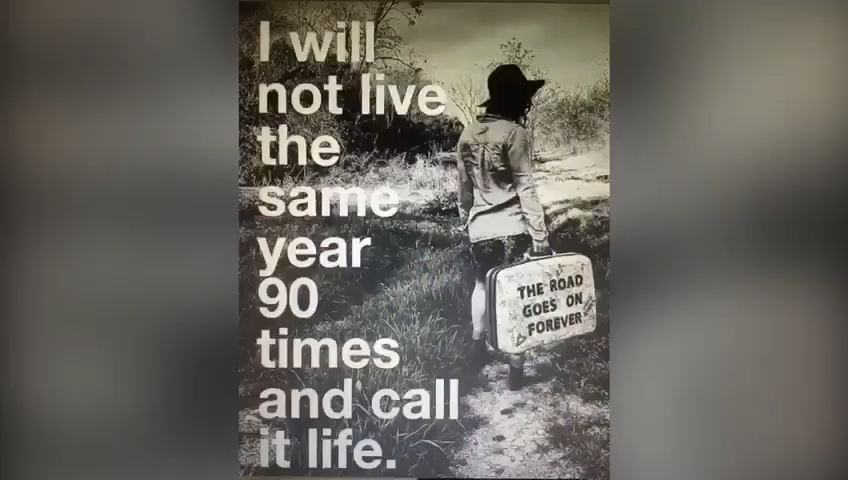 I will
not live
the
same
year
90
times
and call
it life.
THE ROAD
GOES ON
FOREVER